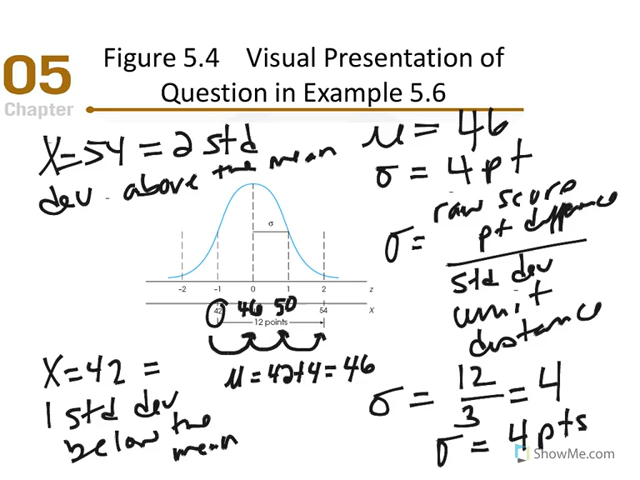 05
Chapter
Figure 5.4 Visual Presentation of
Question in Example 5.6
X=54 = 2 std
dev. above the mean
μ = 46
σ = 4 pt
σ = raw score
pt difference
std dev
unit
distance
σ
-2 -1 0 1 2 z
42 54 X
46 50
12 points
μ = 42+4 = 46
X=42 =
1 std dev
below the
mean
σ = 12/3 = 4
σ = 4 pts
ShowMe.com